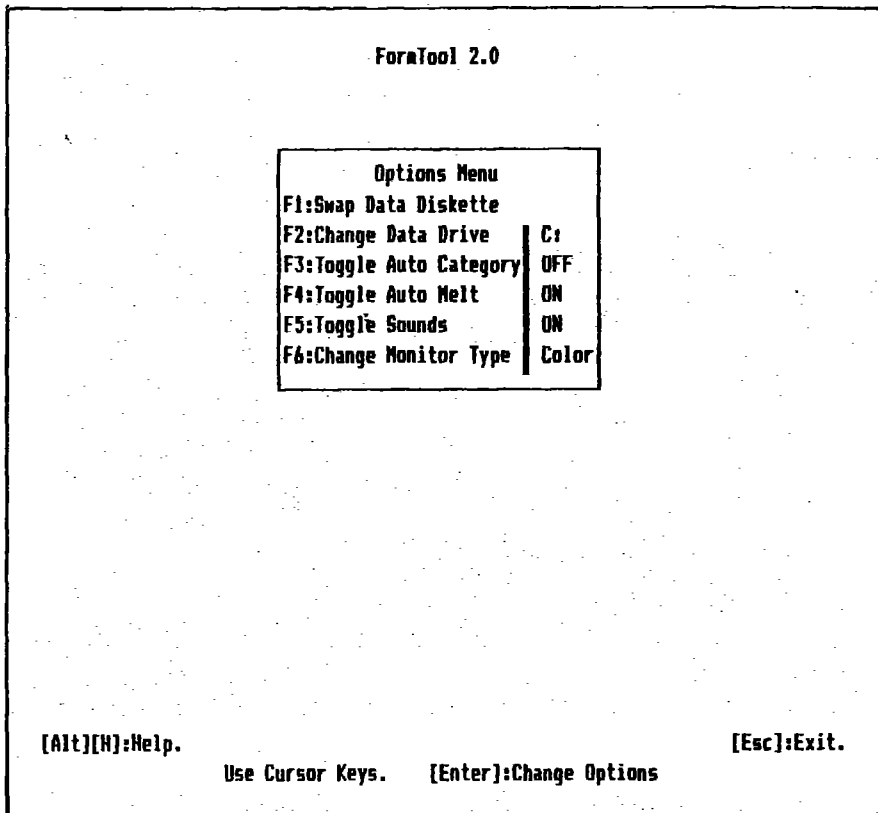 FormTool 2.0
Options Menu
F1:Swap Data Diskette
F2:Change Data Drive C:
F3:Toggle Auto Category OFF
F4:Toggle Auto Melt ON
F5:Toggle Sounds ON
F6:Change Monitor Type Color
[Alt][H]:Help. [Esc]:Exit.
Use Cursor Keys. [Enter]:Change Options